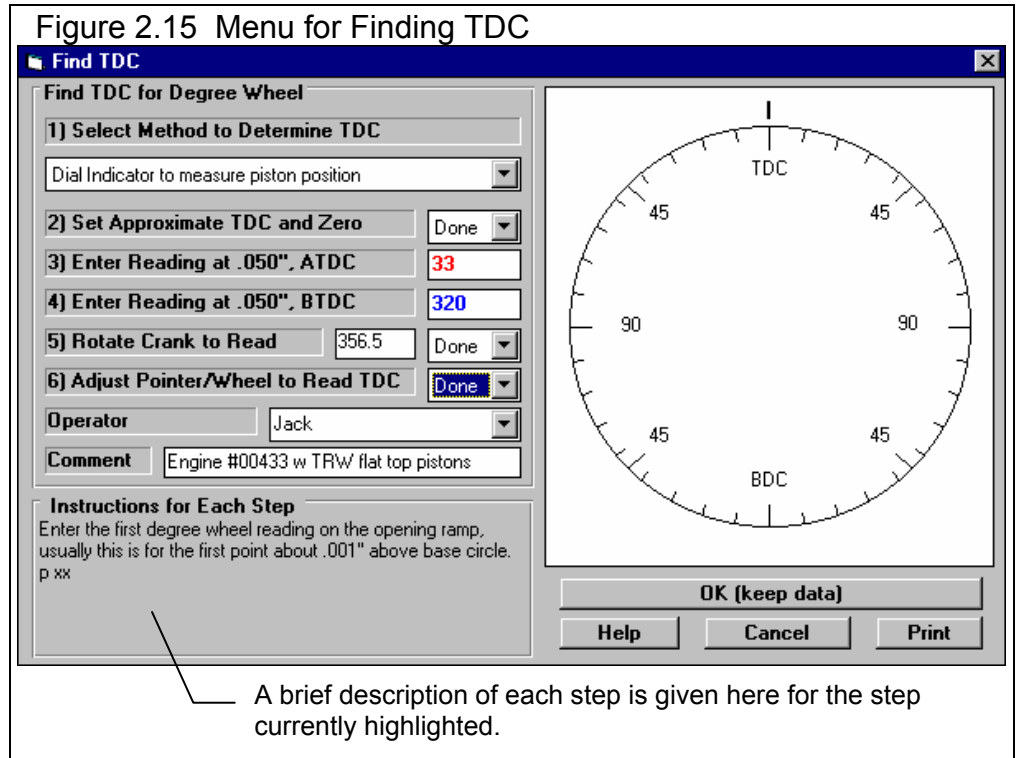 Figure 2.15  Menu for Finding TDC
Find TDC
Find TDC for Degree Wheel
1) Select Method to Determine TDC
Dial Indicator to measure piston position
2) Set Approximate TDC and Zero Done
3) Enter Reading at .050", ATDC 33
4) Enter Reading at .050", BTDC 320
5) Rotate Crank to Read 356.5 Done
6) Adjust Pointer/Wheel to Read TDC Done
Operator Jack
Comment Engine #00433 w TRW flat top pistons
Instructions for Each Step
Enter the first degree wheel reading on the opening ramp,
usually this is for the first point about .001" above base circle.
p xx
TDC
45 45
90 90
45 45
BDC
OK (keep data)
Help Cancel Print
A brief description of each step is given here for the step
currently highlighted.